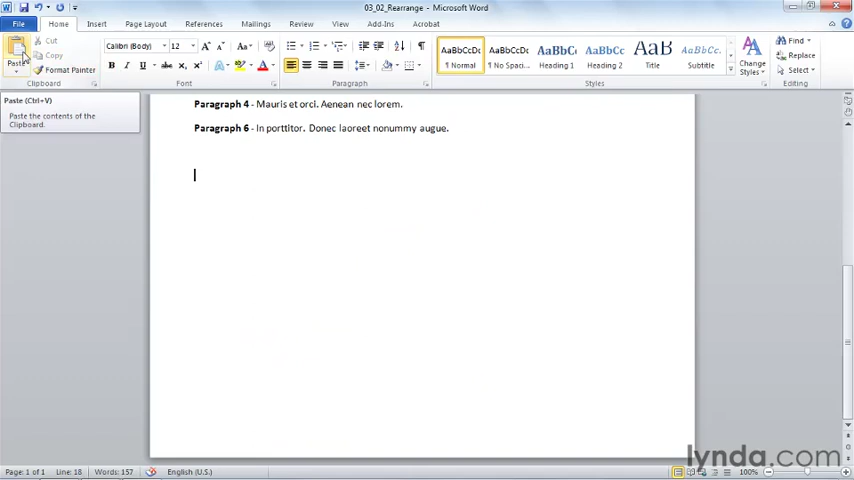 03_02_Rearrange - Microsoft Word
File Home Insert Page Layout References Mailings Review View Add-Ins Acrobat
Paste Cut Copy Format Painter
Calibri (Body) 12
AaBbCcDc AaBbCcDc AaBbCc AaBbCc AaB AaBbCcI
¶ Normal ¶ No Spaci... Heading 1 Heading 2 Title Subtitle
Change Styles
Find Replace Select
Clipboard Font Paragraph Styles Editing
Paste (Ctrl+V)
Paste the contents of the
Clipboard.
Paragraph 4 - Mauris et orci. Aenean nec lorem.
Paragraph 6 - In porttitor. Donec laoreet nonummy augue.
lynda.com
Page: 1 of 1 Line: 18 Words: 157 English (U.S.) 100%